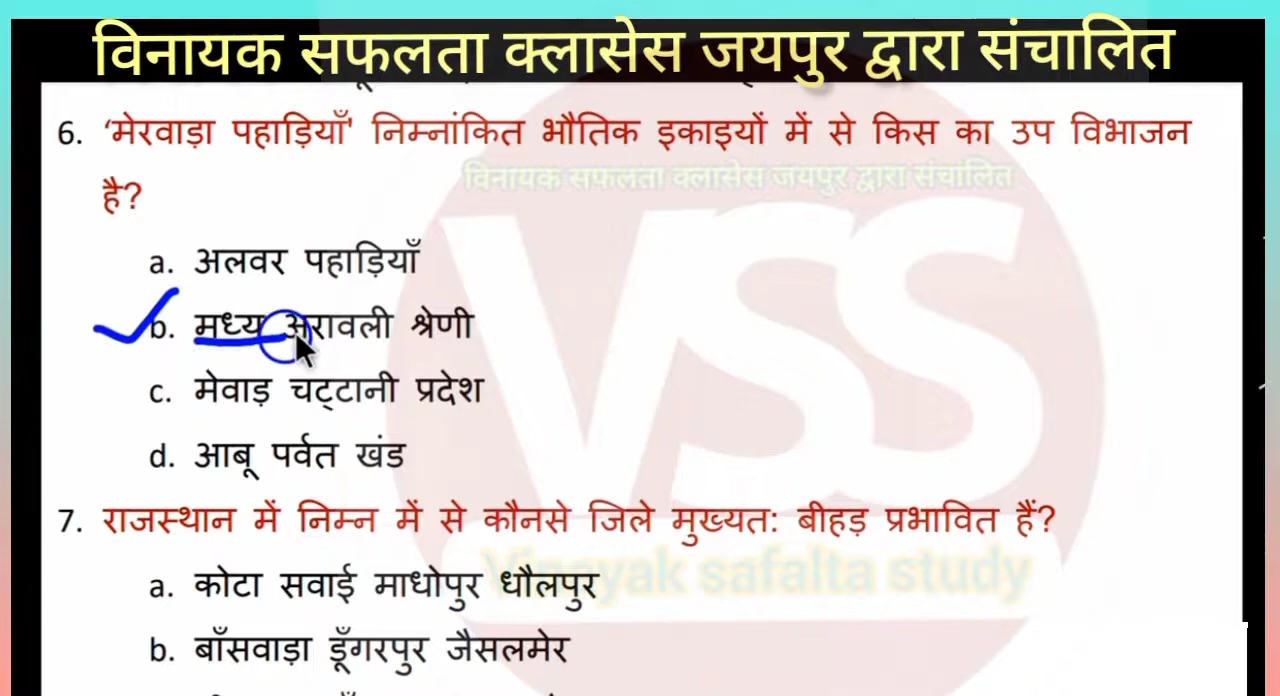 विनायक सफलता क्लासेस जयपुर द्वारा संचालित
6. ‘मेरवाड़ा पहाड़ियाँ' निम्नांकित भौतिक इकाइयों में से किस का उप विभाजन
विनायक सफलता क्लासेस जयपुर द्वारा संचालित
है?
VSS
a. अलवर पहाड़ियाँ
b. मध्य अरावली श्रेणी
c. मेवाड़ चट्टानी प्रदेश
d. आबू पर्वत खंड
7. राजस्थान में निम्न में से कौनसे जिले मुख्यत: बीहड़ प्रभावित हैं?
Vinayak safalta study
a. कोटा सवाई माधोपुर धौलपुर
b. बाँसवाड़ा डूँगरपुर जैसलमेर